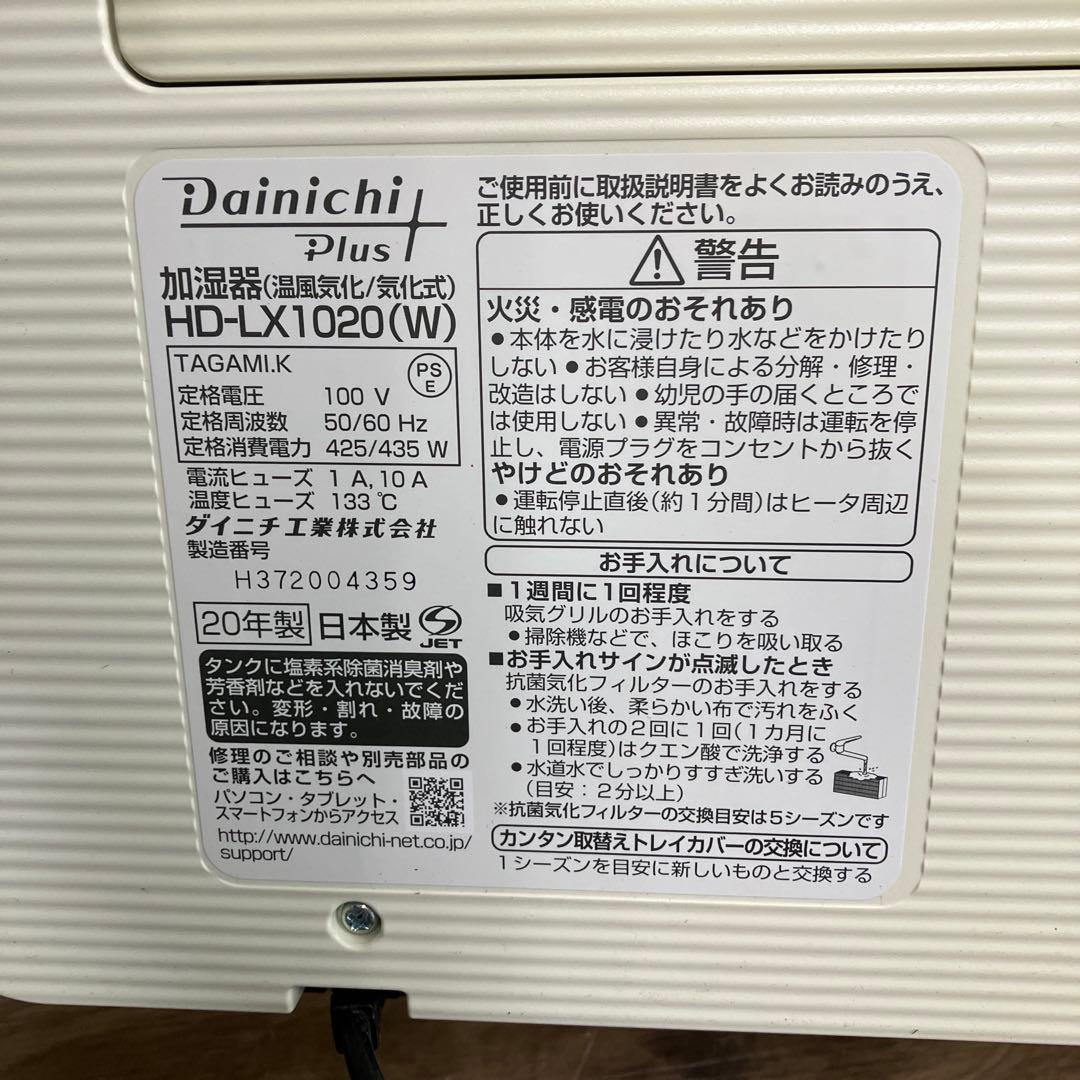 Dainichi
Plus
加湿器(温風気化/気化式)
HD-LX1020(W)
TAGAMI.K
PS
E
定格電圧 100 V
定格周波数 50/60 Hz
定格消費電力 425/435 W
電流ヒューズ 1 A, 10 A
温度ヒューズ 133 ℃
ダイニチ工業株式会社
製造番号
H372004359
20年製 日本製
JET
タンクに塩素系除菌消臭剤や
芳香剤などを入れないでくだ
さい。変形・割れ・故障の
原因になります。
修理のご相談や別売部品の
ご購入はこちらへ
パソコン・タブレット・
スマートフォンからアクセス
http://www.dainichi-net.co.jp/
support/
ご使用前に取扱説明書をよくお読みのうえ、
正しくお使いください。
警告
火災・感電のおそれあり
●本体を水に浸けたり水などをかけたり
しない ●お客様自身による分解・修理・
改造はしない ●幼児の手の届くところで
は使用しない ●異常・故障時は運転を停
止し、電源プラグをコンセントから抜く
やけどのおそれあり
●運転停止直後(約1分間)はヒータ周辺
に触れない
お手入れについて
■1週間に1回程度
吸気グリルのお手入れをする
●掃除機などで、ほこりを吸い取る
■お手入れサインが点滅したとき
抗菌気化フィルターのお手入れをする
●水洗い後、柔らかい布で汚れをふく
●お手入れの2回に1回(1カ月に
1回程度)はクエン酸で洗浄する
●水道水でしっかりすすぎ洗いする
(目安:2分以上)
※抗菌気化フィルターの交換目安は5シーズンです
カンタン取替えトレイカバーの交換について
1シーズンを目安に新しいものと交換する